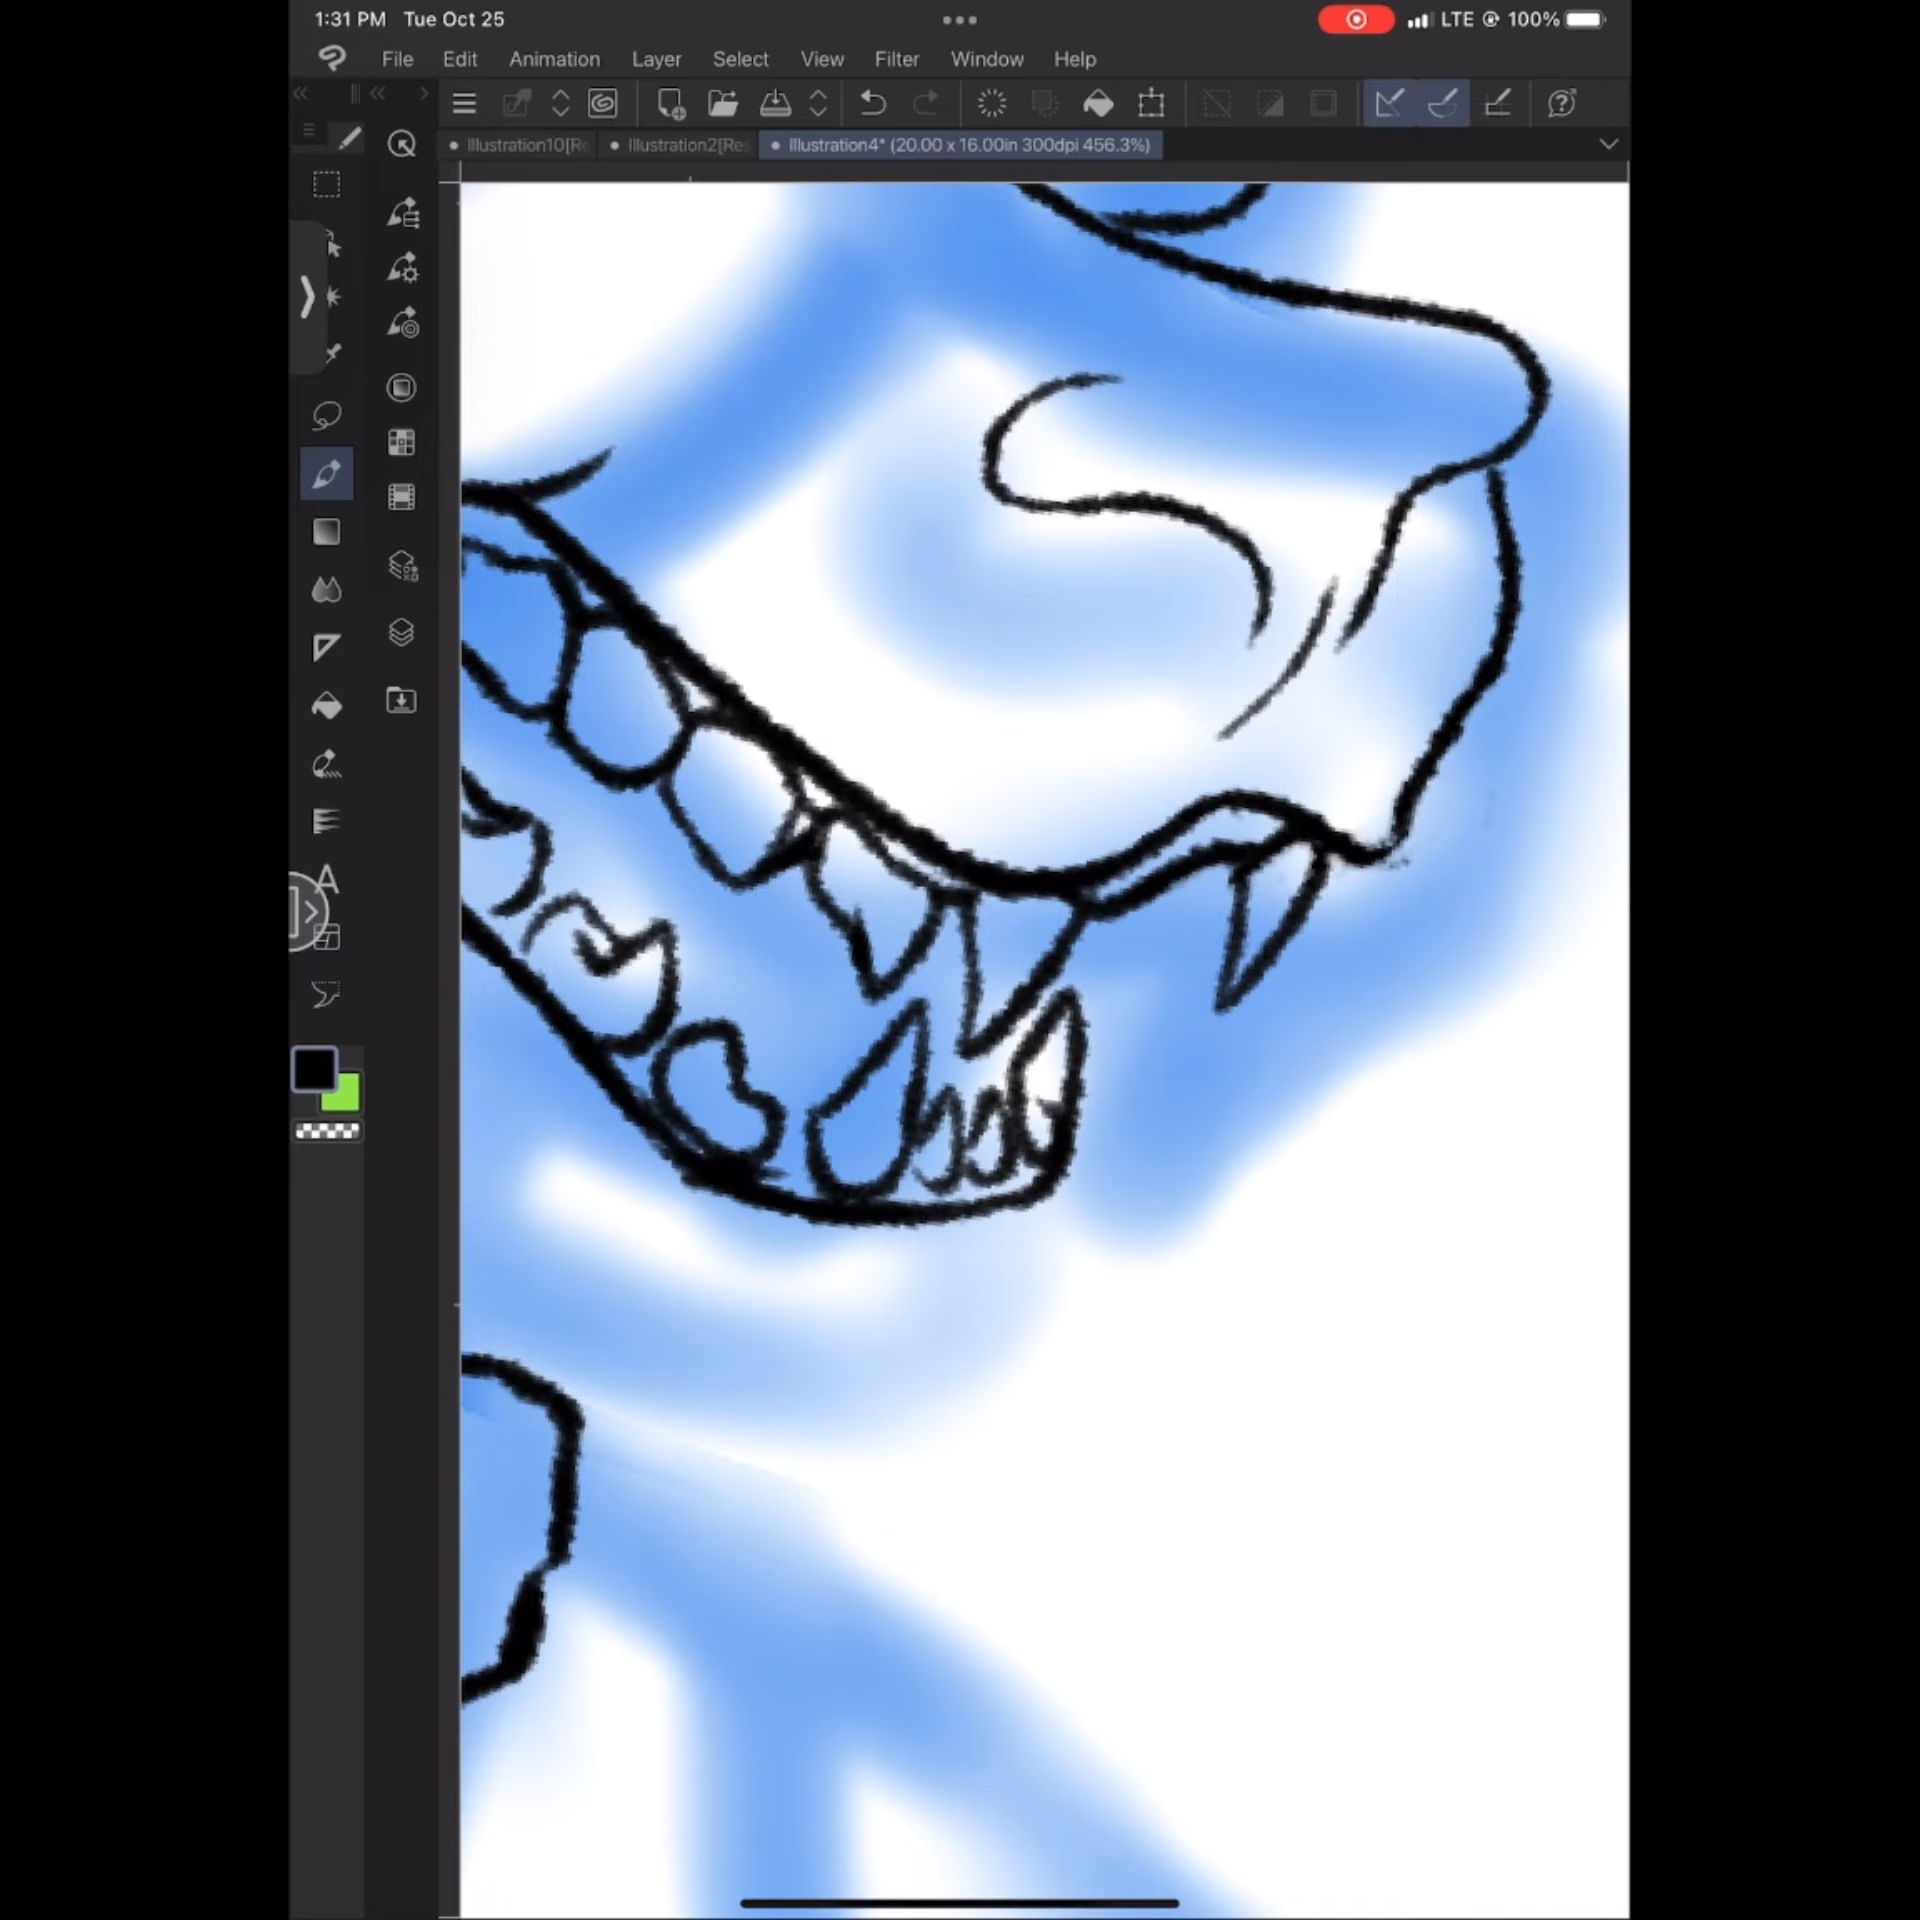 1:31 PM Tue Oct 25 LTE 100%
File Edit Animation Layer Select View Filter Window Help
Illustration10[Re Illustration2[Res Illustration4* (20.00 x 16.00in 300dpi 456.3%)
A